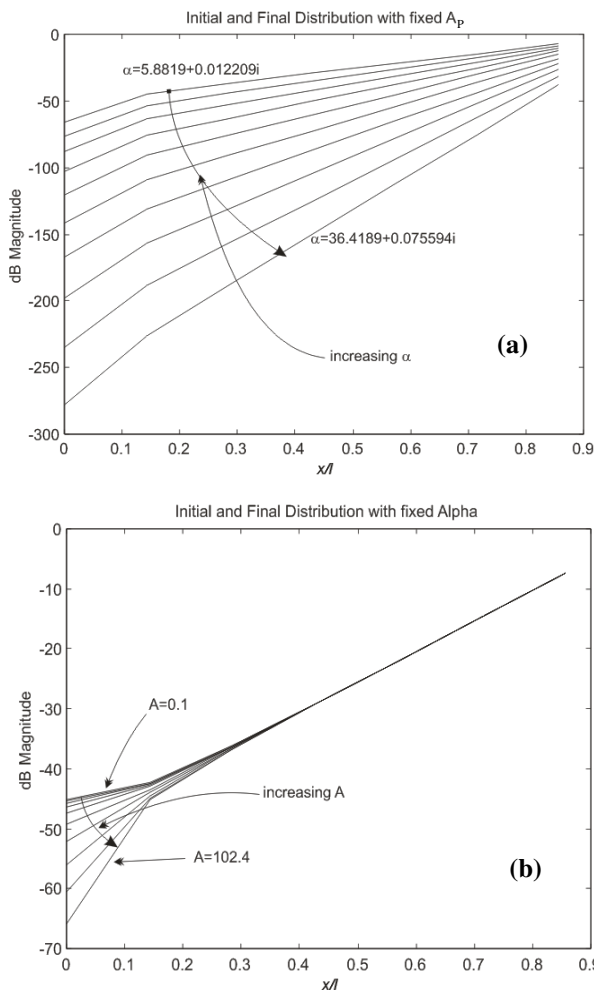 Initial and Final Distribution with fixed Aₚ
0
α=5.8819+0.012209i
-50
-100
-150
α=36.4189+0.075594i
dB Magnitude
-200
(a)
increasing α
-250
-300
0 0.1 0.2 0.3 0.4 0.5 0.6 0.7 0.8 0.9
x/l
Initial and Final Distribution with fixed Alpha
0
-10
-20
A=0.1
-30
dB Magnitude
-40
increasing A
-50
A=102.4
(b)
-60
-70
0 0.1 0.2 0.3 0.4 0.5 0.6 0.7 0.8 0.9
x/l